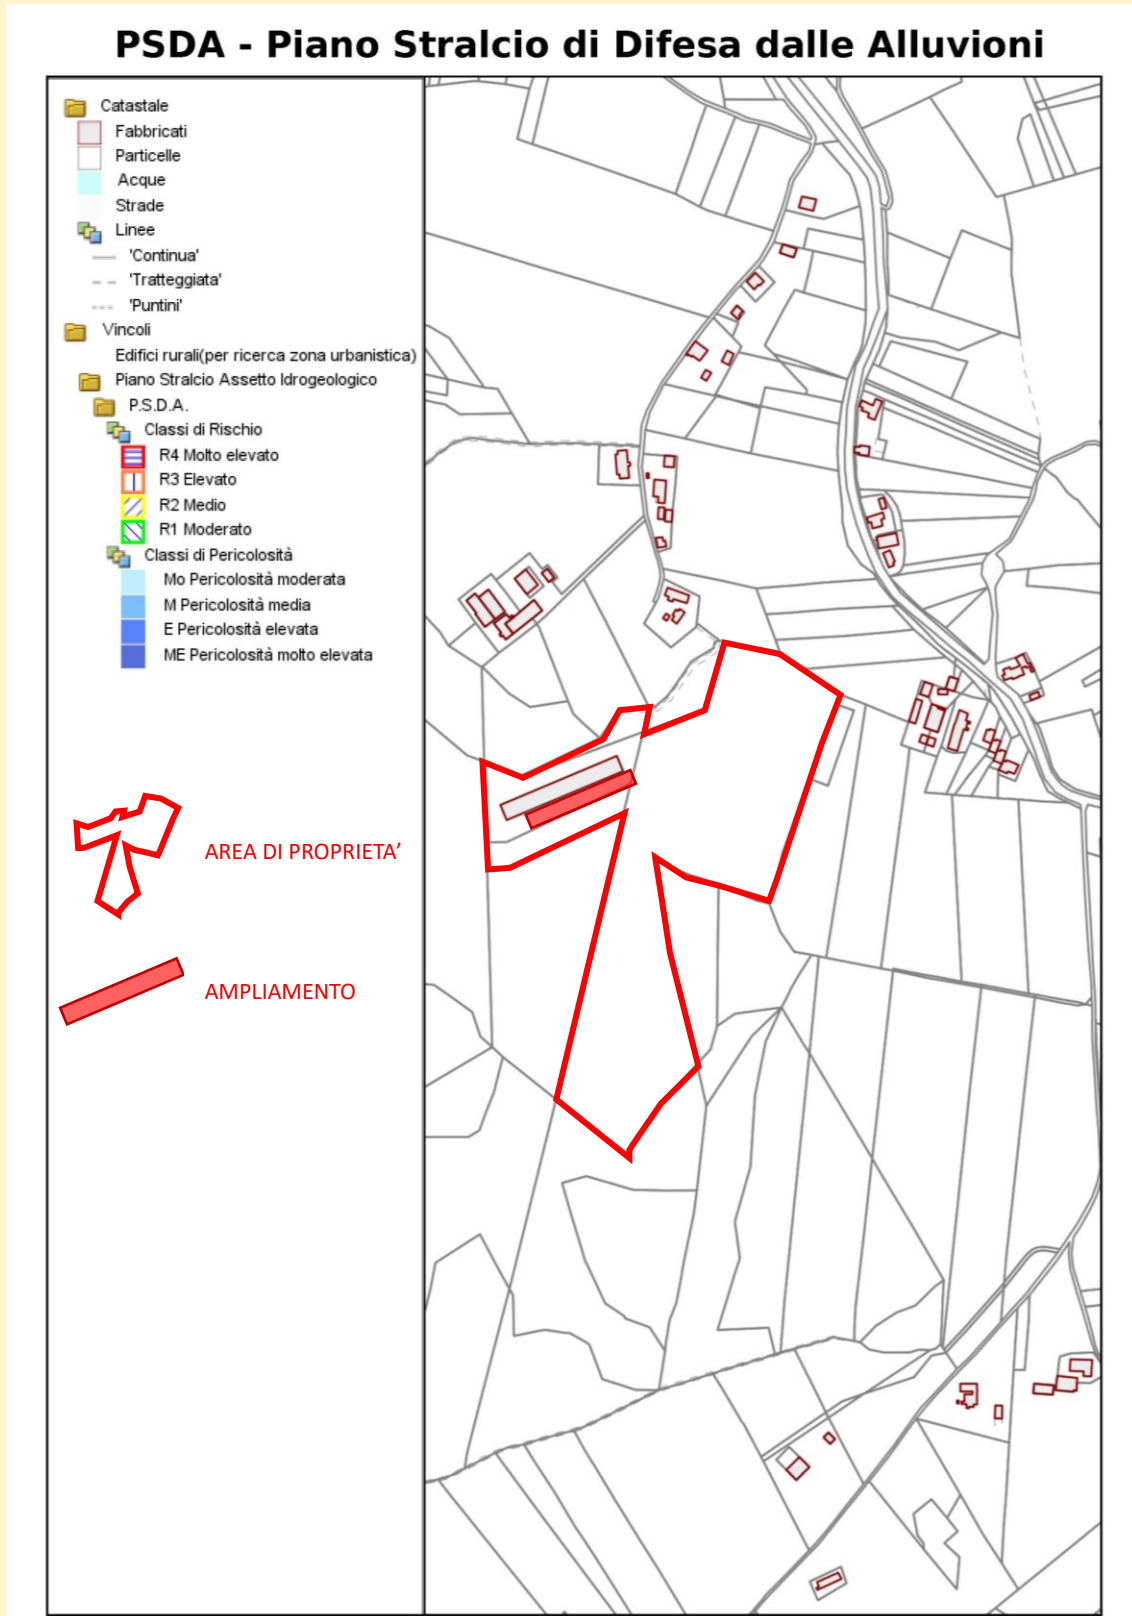 PSDA - Piano Stralcio di Difesa dalle Alluvioni
Catastale
Fabbricati
Particelle
Acque
Strade
Linee
'Continua'
'Tratteggiata'
'Puntini'
Vincoli
Edifici rurali(per ricerca zona urbanistica)
Piano Stralcio Assetto Idrogeologico
P.S.D.A.
Classi di Rischio
R4 Molto elevato
R3 Elevato
R2 Medio
R1 Moderato
Classi di Pericolosità
Mo Pericolosità moderata
M Pericolosità media
E Pericolosità elevata
ME Pericolosità molto elevata
AREA DI PROPRIETA’
AMPLIAMENTO